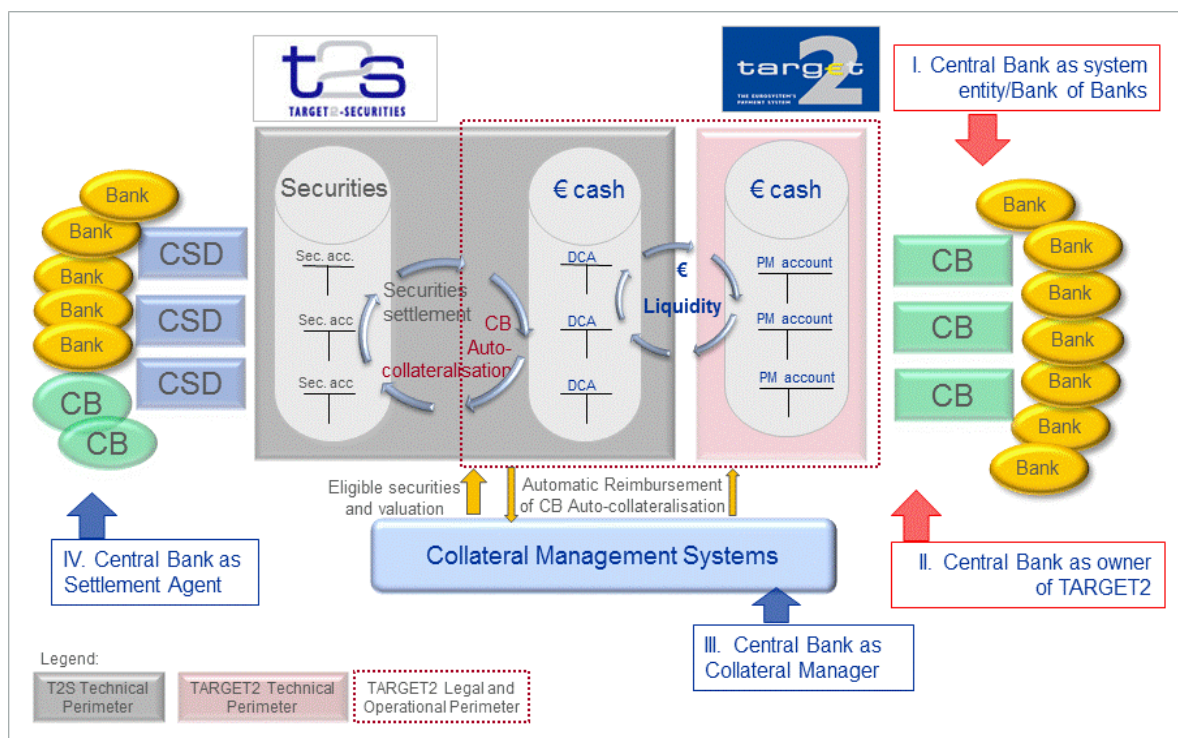 t2s
TARGET2-SECURITIES
target
2
THE EUROSYSTEM'S
PAYMENT SYSTEM
I. Central Bank as system
entity/Bank of Banks
Securities
€ cash
€ cash
Bank
Bank
Bank
Bank
Bank
CB
CB
CSD
CSD
CSD
Sec. acc.
Sec. acc
Sec. acc
Securities
settlement
CB
Auto-
collateralisation
DCA
DCA
DCA
€
Liquidity
PM account
PM account
PM account
CB
CB
CB
Bank
Bank
Bank
Bank
Bank
Bank
Bank
Eligible securities
and valuation
Automatic Reimbursement
of CB Auto-collateralisation
Collateral Management Systems
IV. Central Bank as
Settlement Agent
II. Central Bank as owner
of TARGET2
III. Central Bank as
Collateral Manager
Legend:
T2S Technical
Perimeter
TARGET2 Technical
Perimeter
TARGET2 Legal and
Operational Perimeter